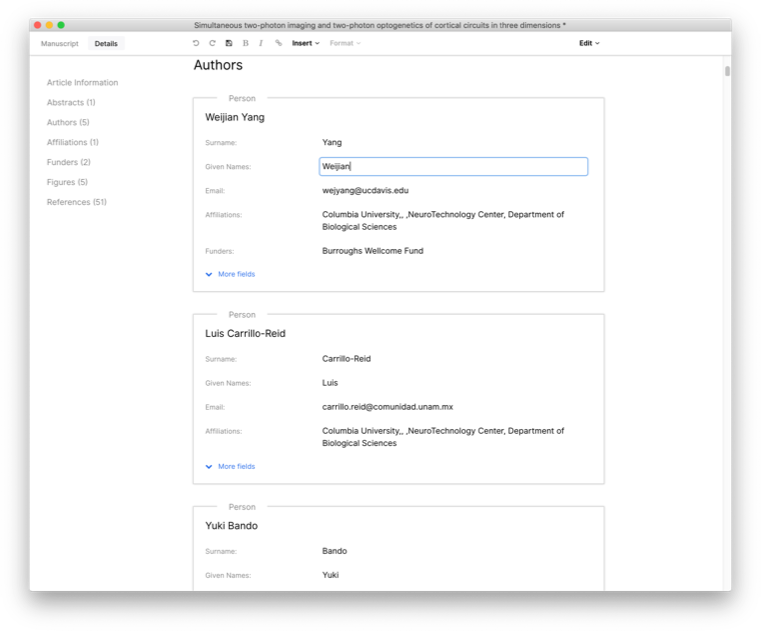 Simultaneous two-photon imaging and two-photon optogenetics of cortical circuits in three dimensions *
Manuscript Details B I Insert Format Edit
Authors
Article Information
Abstracts (1)
Authors (5)
Affiliations (1)
Funders (2)
Figures (5)
References (51)
Person
Weijian Yang
Surname: Yang
Given Names: Weijian
Email: wejyang@ucdavis.edu
Affiliations: Columbia University,, ,NeuroTechnology Center, Department of
Biological Sciences
Funders: Burroughs Wellcome Fund
More fields
Person
Luis Carrillo-Reid
Surname: Carrillo-Reid
Given Names: Luis
Email: carrillo.reid@comunidad.unam.mx
Affiliations: Columbia University,, ,NeuroTechnology Center, Department of
Biological Sciences
More fields
Person
Yuki Bando
Surname: Bando
Given Names: Yuki